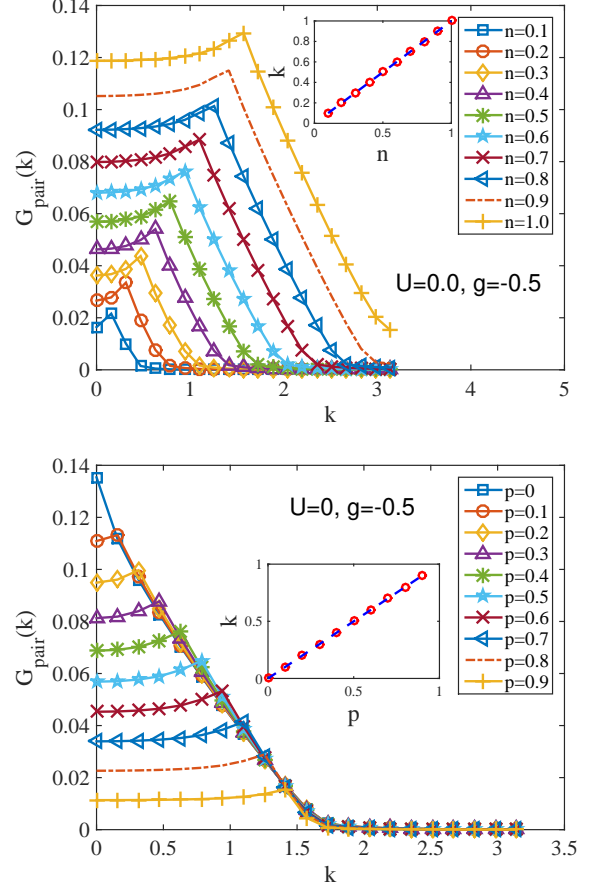 0.14
0.12
0.1
0.08
0.06
0.04
0.02
0
G_pair(k)
0 1 2 3 4 5
k
1
0.8
0.6
0.4
0.2
0
k
0 0.5 1
n
n=0.1
n=0.2
n=0.3
n=0.4
n=0.5
n=0.6
n=0.7
n=0.8
n=0.9
n=1.0
U=0.0, g=-0.5
0.14
0.12
0.1
0.08
0.06
0.04
0.02
0
G_pair(k)
0 0.5 1 1.5 2 2.5 3 3.5
k
U=0, g=-0.5
1
0.5
0
k
0 0.5 1
p
p=0
p=0.1
p=0.2
p=0.3
p=0.4
p=0.5
p=0.6
p=0.7
p=0.8
p=0.9